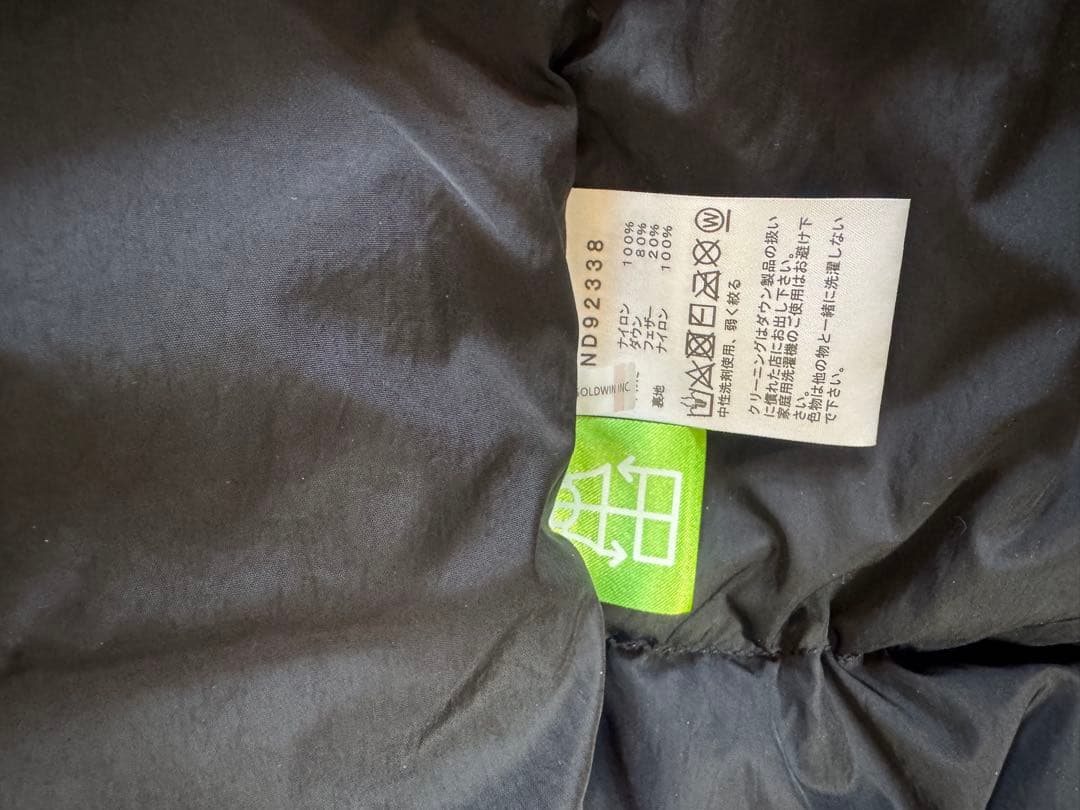 ND92338
ナイロン 100%
ダウン 80%
フェザー 20%
裏地 ナイロン 100%
GOLDWIN INC.
W
中性洗剤使用、弱く絞る
クリーニングはダウン製品の扱い
に慣れた店にお出し下さい。
家庭用洗濯機のご使用はお避け下
さい。
色物は他の物と一緒に洗濯しない
で下さい。